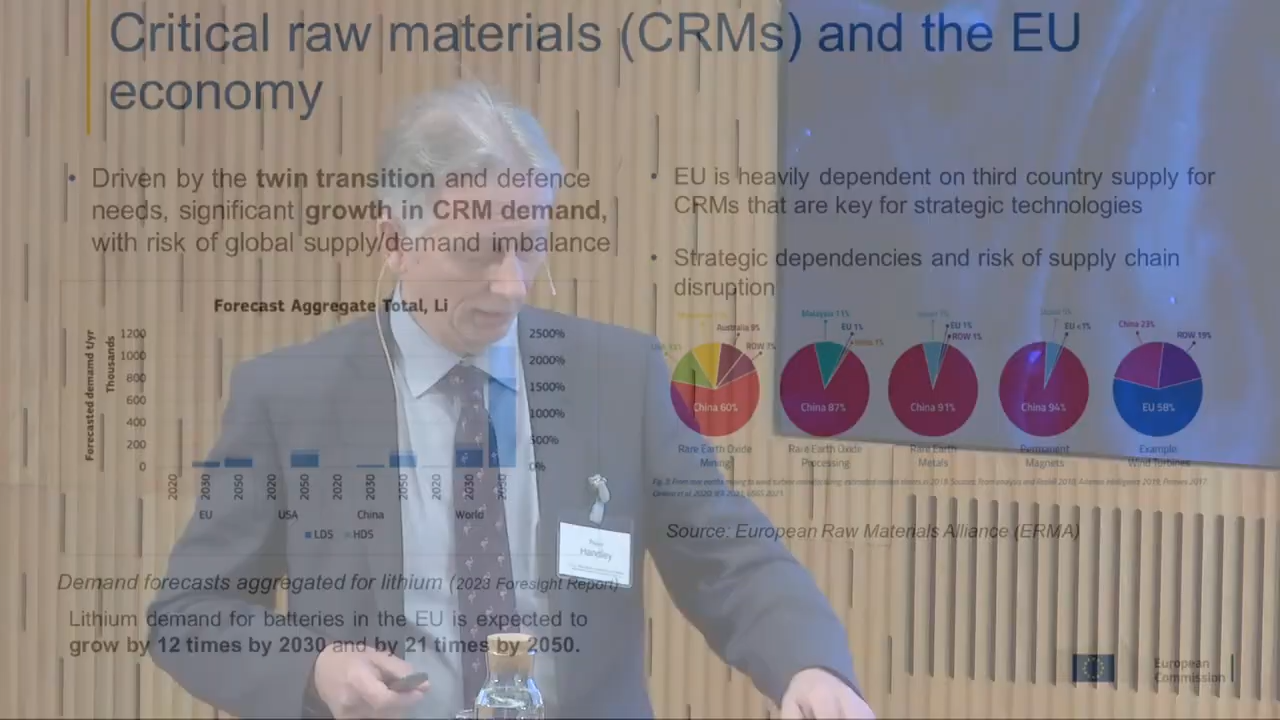 Critical raw materials (CRMs) and the EU
economy
• Driven by the twin transition and defence
needs, significant growth in CRM demand,
with risk of global supply/demand imbalance
Forecast Aggregate Total, Li
Forecasted demand t/yr
Thousands
1200
1000
800
600
400
200
0
2500%
2000%
1500%
1000%
500%
0%
2020 2030 2050 2020 2030 2050 2020 2030 2050 2020 2030 2050
EU USA China World
LDS HDS
Demand forecasts aggregated for lithium (2023 Foresight Report)
Lithium demand for batteries in the EU is expected to
grow by 12 times by 2030 and by 21 times by 2050.
• EU is heavily dependent on third country supply for
CRMs that are key for strategic technologies
• Strategic dependencies and risk of supply chain
disruption
Australia 9%
ROW 7%
China 60%
Rare Earth Oxide
Mining
Malaysia 11%
EU 1%
China 87%
Rare Earth Oxide
Processing
EU 1%
ROW 1%
China 91%
Rare Earth
Metals
EU <1%
China 94%
Permanent
Magnets
China 23%
ROW 19%
EU 58%
Example:
Wind Turbines
Source: European Raw Materials Alliance (ERMA)
Handley
European
Commission